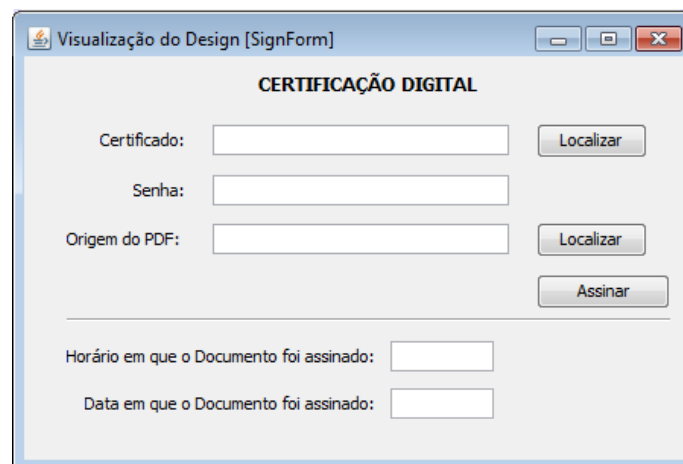 Visualização do Design [SignForm]
CERTIFICAÇÃO DIGITAL
Certificado:
Localizar
Senha:
Origem do PDF:
Localizar
Assinar
Horário em que o Documento foi assinado:
Data em que o Documento foi assinado: